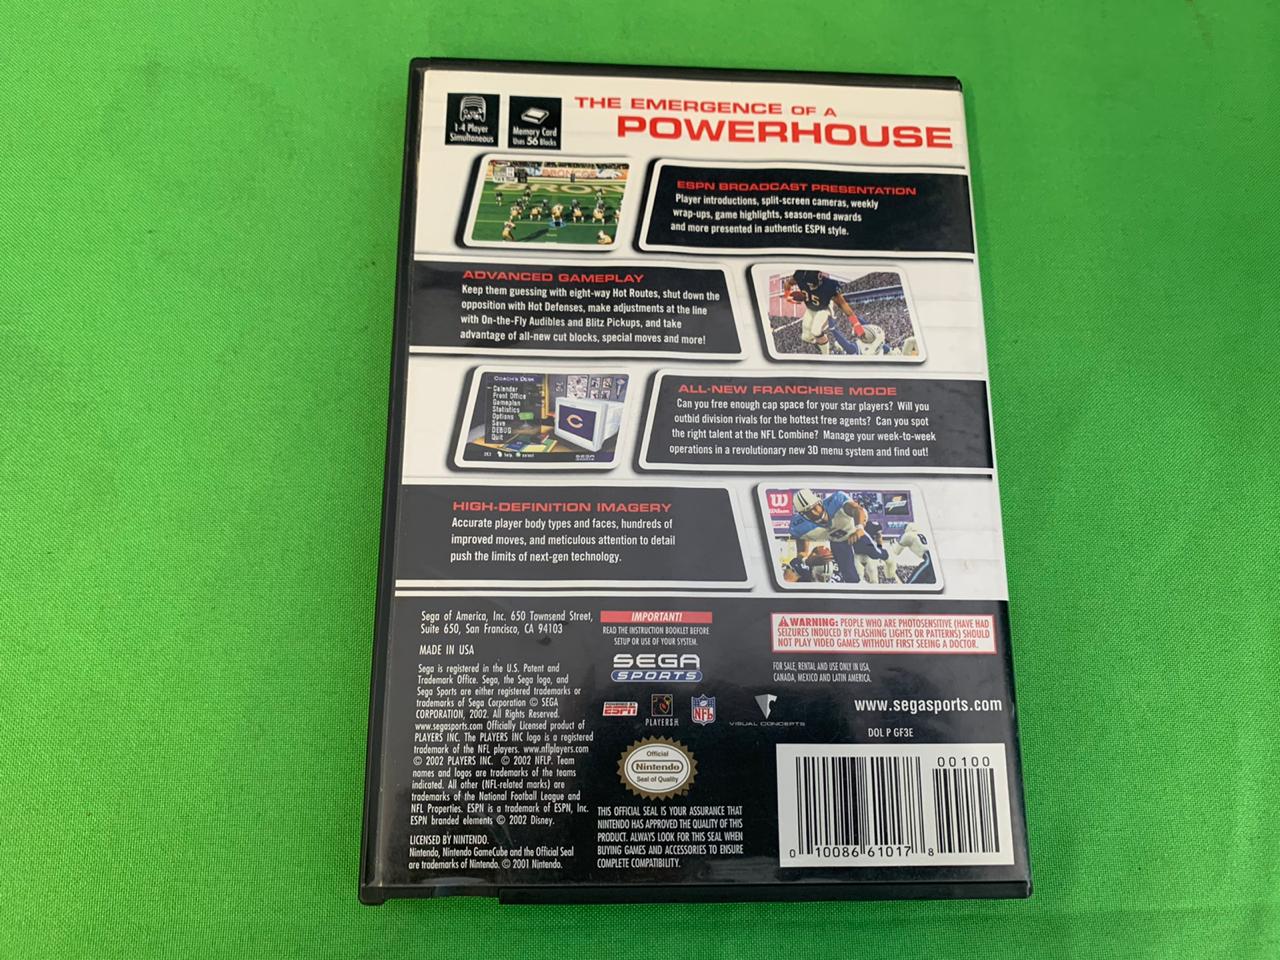 1-4 Player
Simultaneous
Memory Card
Uses 56 Blocks
THE EMERGENCE OF A
POWERHOUSE
BRONCOS
ESPN BROADCAST PRESENTATION
Player introductions, split-screen cameras, weekly
wrap-ups, game highlights, season-end awards
and more presented in authentic ESPN style.
ADVANCED GAMEPLAY
Keep them guessing with eight-way Hot Routes, shut down the
opposition with Hot Defenses, make adjustments at the line
with On-the-Fly Audibles and Blitz Pickups, and take
advantage of all-new cut blocks, special moves and more!
COACH'S DESK
Calendar
Front Office
Gameplan
Statistics
Options
Save
DEBUG
Quit
ALL-NEW FRANCHISE MODE
Can you free enough cap space for your star players? Will you
outbid division rivals for the hottest free agents? Can you spot
the right talent at the NFL Combine? Manage your week-to-week
operations in a revolutionary new 3D menu system and find out!
HIGH-DEFINITION IMAGERY
Accurate player body types and faces, hundreds of
improved moves, and meticulous attention to detail
push the limits of next-gen technology.
W
Wilson
Sega of America, Inc. 650 Townsend Street,
Suite 650, San Francisco, CA 94103
MADE IN USA
Sega is registered in the U.S. Patent and
Trademark Office. Sega, the Sega logo, and
Sega Sports are either registered trademarks or
trademarks of Sega Corporation © SEGA
CORPORATION, 2002. All Rights Reserved.
www.segasports.com Officially Licensed product of
PLAYERS INC. The PLAYERS INC logo is a registered
trademark of the NFL players. www.nflplayers.com
© 2002 PLAYERS INC. © 2002 NFLP. Team
names and logos are trademarks of the teams
indicated. All other (NFL-related marks) are
trademarks of the National Football League and
NFL Properties. ESPN is a trademark of ESPN, Inc.
ESPN branded elements © 2002 Disney.
LICENSED BY NINTENDO.
Nintendo, Nintendo GameCube and the Official Seal
are trademarks of Nintendo. © 2001 Nintendo.
IMPORTANT!
READ THE INSTRUCTION BOOKLET BEFORE
SETUP OR USE OF YOUR SYSTEM.
SEGA
SPORTS
POWERED BY
ESPN
PLAYERS
NFL
VISUAL CONCEPTS
Official
Nintendo
Seal of Quality
THIS OFFICIAL SEAL IS YOUR ASSURANCE THAT
NINTENDO HAS APPROVED THE QUALITY OF THIS
PRODUCT. ALWAYS LOOK FOR THIS SEAL WHEN
BUYING GAMES AND ACCESSORIES TO ENSURE
COMPLETE COMPATIBILITY.
WARNING: PEOPLE WHO ARE PHOTOSENSITIVE (HAVE HAD
SEIZURES INDUCED BY FLASHING LIGHTS OR PATTERNS) SHOULD
NOT PLAY VIDEO GAMES WITHOUT FIRST SEEING A DOCTOR.
FOR SALE, RENTAL AND USE ONLY IN USA,
CANADA, MEXICO AND LATIN AMERICA.
www.segasports.com
DOL P GF3E
00100
0 10086 61017 8